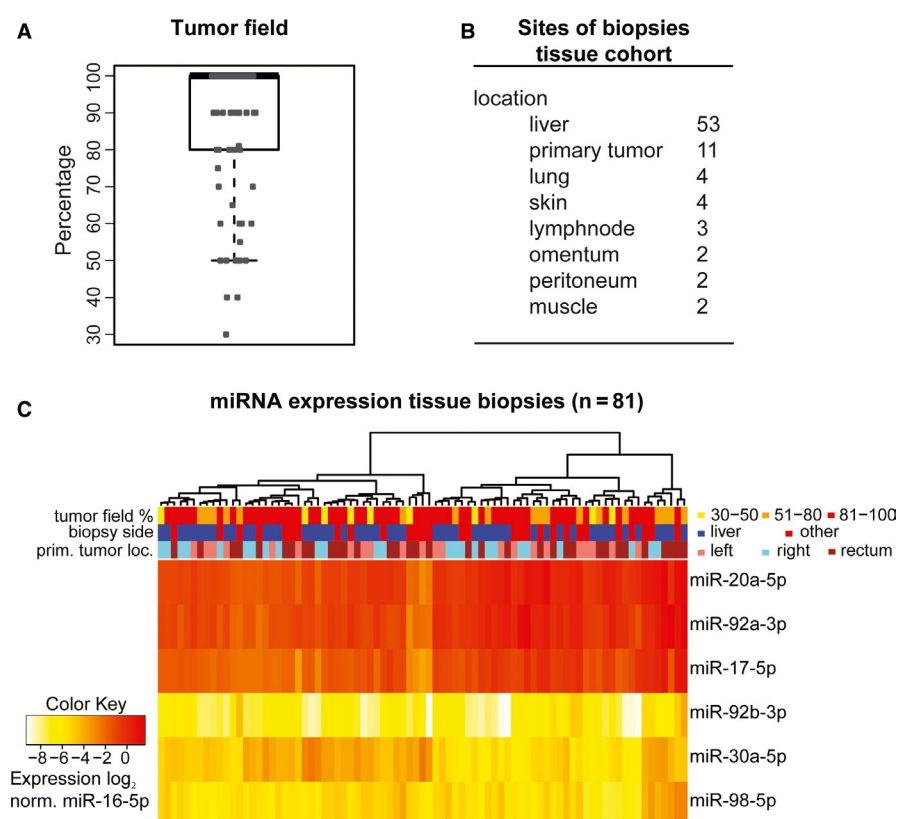 A
Tumor field
Percentage
100
90
80
70
60
50
40
30
B
Sites of biopsies
tissue cohort
location
liver 53
primary tumor 11
lung 4
skin 4
lymphnode 3
omentum 2
peritoneum 2
muscle 2
C
miRNA expression tissue biopsies (n = 81)
tumor field % 30−50 51−80 81−100
biopsy side liver other
prim. tumor loc. left right rectum
miR-20a-5p
miR-92a-3p
miR-17-5p
miR-92b-3p
miR-30a-5p
miR-98-5p
Color Key
−8 −6 −4 −2 0
Expression log2
norm. miR-16-5p